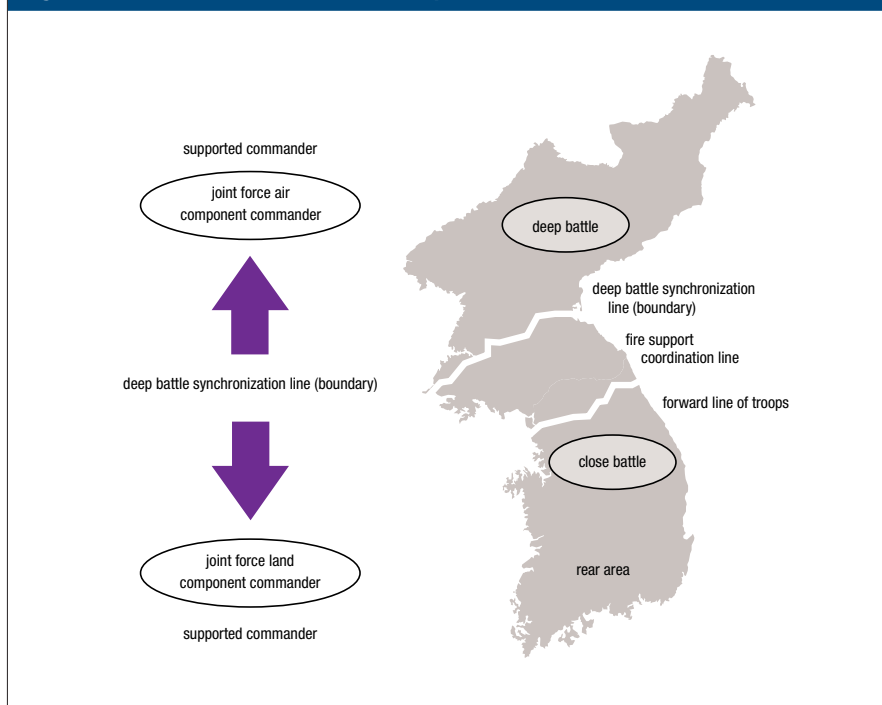 supported commander
joint force air
component commander
deep battle synchronization line (boundary)
joint force land
component commander
supported commander
deep battle
deep battle synchronization
line (boundary)
fire support
coordination line
forward line of troops
close battle
rear area